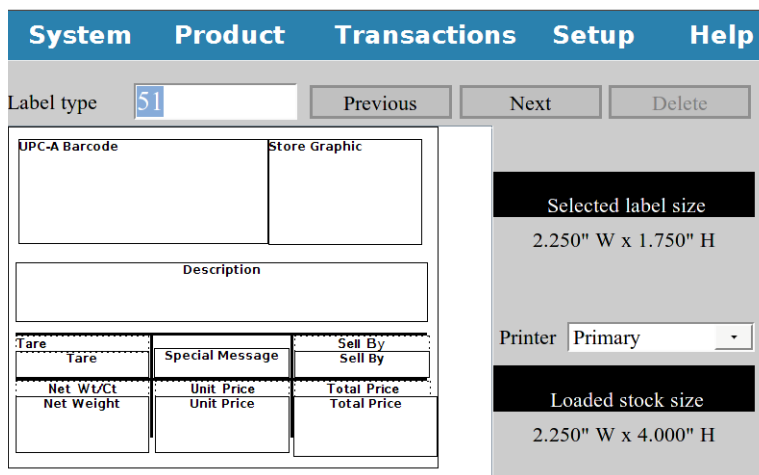 System Product Transactions Setup Help
Label type 51 Previous Next Delete
UPC-A Barcode Store Graphic
Selected label size
2.250" W x 1.750" H
Description
Printer Primary
Tare Sell By
Tare Special Message Sell By
Net Wt/Ct Unit Price Total Price
Net Weight Unit Price Total Price
Loaded stock size
2.250" W x 4.000" H